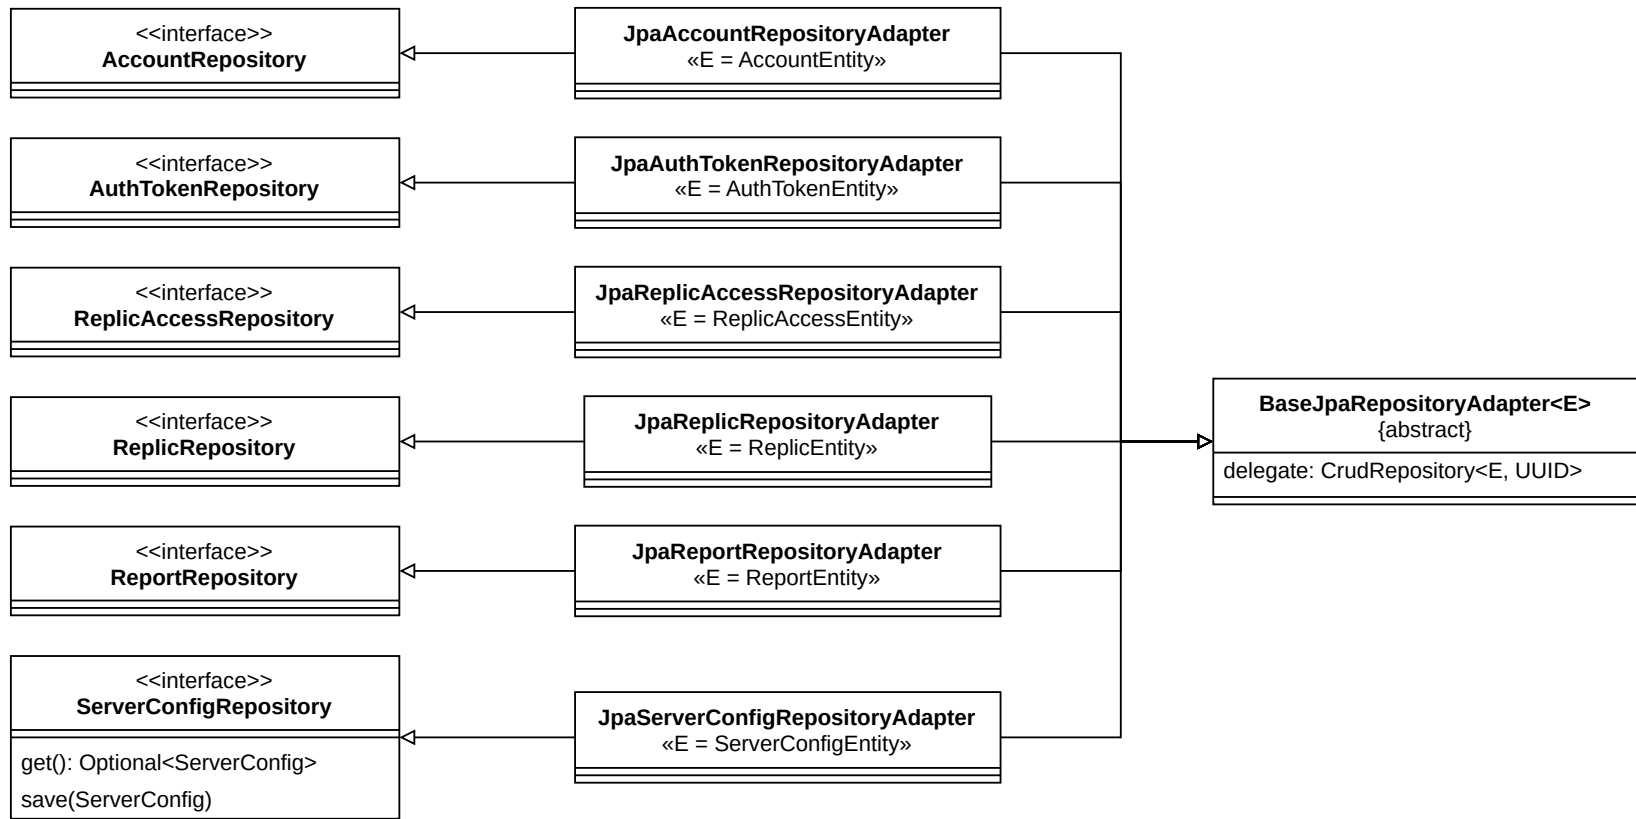 <<interface>>
AccountRepository
JpaAccountRepositoryAdapter
«E = AccountEntity»
<<interface>>
AuthTokenRepository
JpaAuthTokenRepositoryAdapter
«E = AuthTokenEntity»
<<interface>>
ReplicAccessRepository
JpaReplicAccessRepositoryAdapter
«E = ReplicAccessEntity»
<<interface>>
ReplicRepository
JpaReplicRepositoryAdapter
«E = ReplicEntity»
BaseJpaRepositoryAdapter<E>
{abstract}
delegate: CrudRepository<E, UUID>
<<interface>>
ReportRepository
JpaReportRepositoryAdapter
«E = ReportEntity»
<<interface>>
ServerConfigRepository
get(): Optional<ServerConfig>
save(ServerConfig)
JpaServerConfigRepositoryAdapter
«E = ServerConfigEntity»